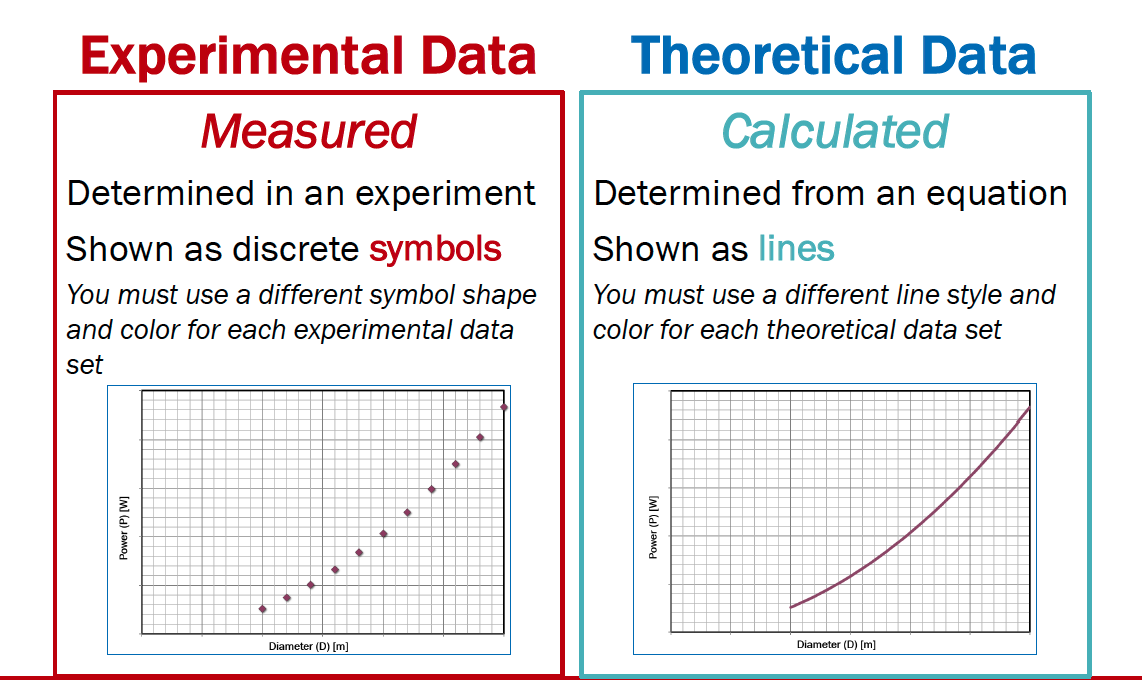 Experimental Data
Measured
Determined in an experiment
Shown as discrete symbols
You must use a different symbol shape
and color for each experimental data
set
Power (P) [W]
Diameter (D) [m]
Theoretical Data
Calculated
Determined from an equation
Shown as lines
You must use a different line style and
color for each theoretical data set
Power (P) [W]
Diameter (D) [m]